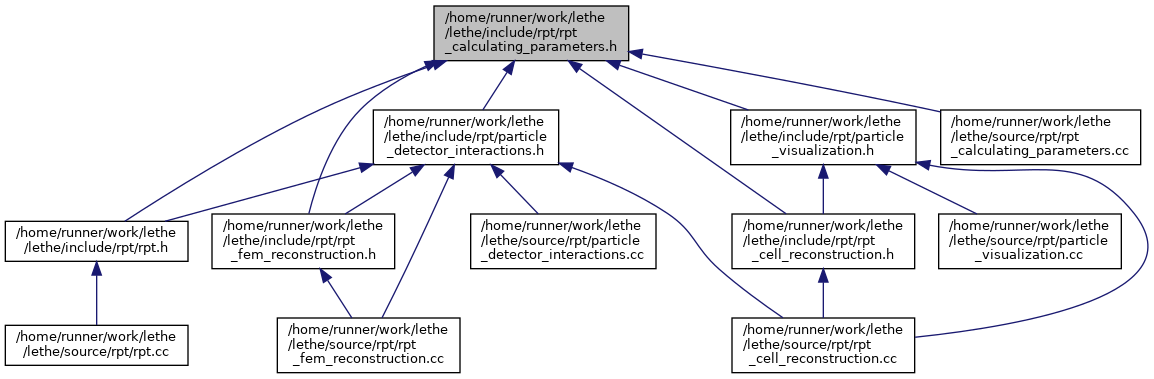 /home/runner/work/lethe
/lethe/include/rpt/rpt
_calculating_parameters.h
/home/runner/work/lethe
/lethe/include/rpt/particle
_detector_interactions.h
/home/runner/work/lethe
/lethe/include/rpt/particle
_visualization.h
/home/runner/work/lethe
/lethe/source/rpt/rpt
_calculating_parameters.cc
/home/runner/work/lethe
/lethe/include/rpt/rpt.h
/home/runner/work/lethe
/lethe/include/rpt/rpt
_fem_reconstruction.h
/home/runner/work/lethe
/lethe/source/rpt/particle
_detector_interactions.cc
/home/runner/work/lethe
/lethe/include/rpt/rpt
_cell_reconstruction.h
/home/runner/work/lethe
/lethe/source/rpt/particle
_visualization.cc
/home/runner/work/lethe
/lethe/source/rpt/rpt.cc
/home/runner/work/lethe
/lethe/source/rpt/rpt
_fem_reconstruction.cc
/home/runner/work/lethe
/lethe/source/rpt/rpt
_cell_reconstruction.cc